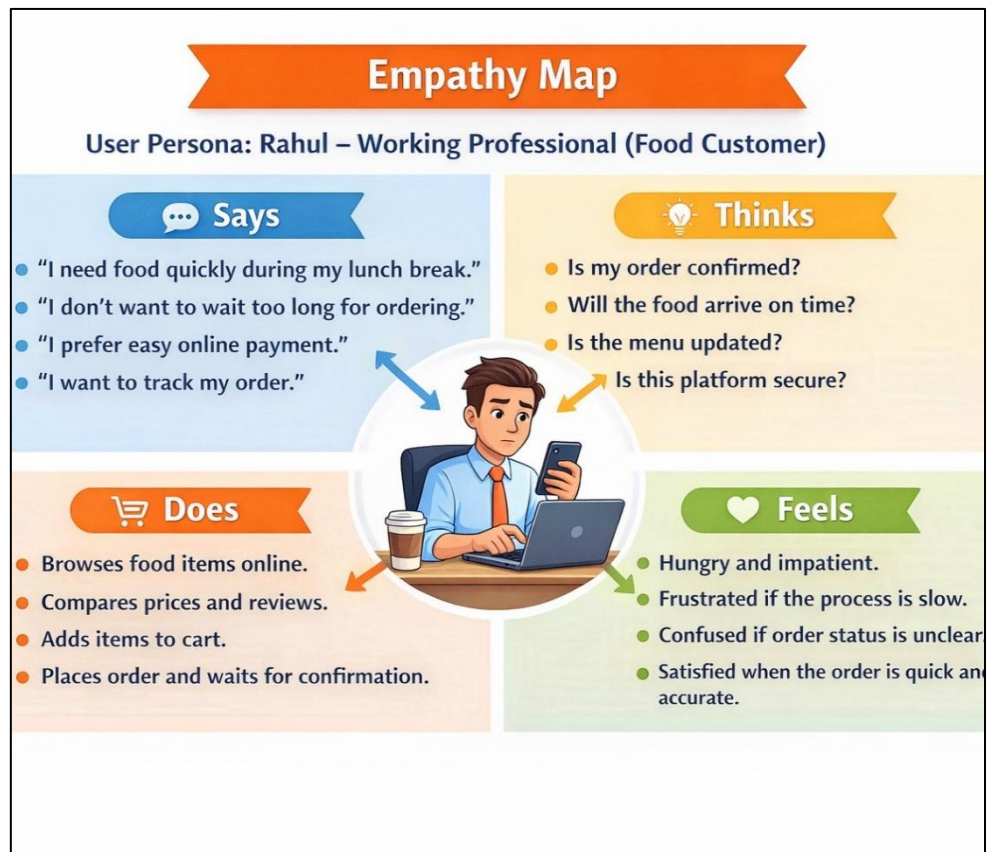 Empathy Map
User Persona: Rahul – Working Professional (Food Customer)
Says
“I need food quickly during my lunch break.”
“I don’t want to wait too long for ordering.”
“I prefer easy online payment.”
“I want to track my order.”
Thinks
Is my order confirmed?
Will the food arrive on time?
Is the menu updated?
Is this platform secure?
Does
Browses food items online.
Compares prices and reviews.
Adds items to cart.
Places order and waits for confirmation.
Feels
Hungry and impatient.
Frustrated if the process is slow.
Confused if order status is unclear.
Satisfied when the order is quick and
accurate.